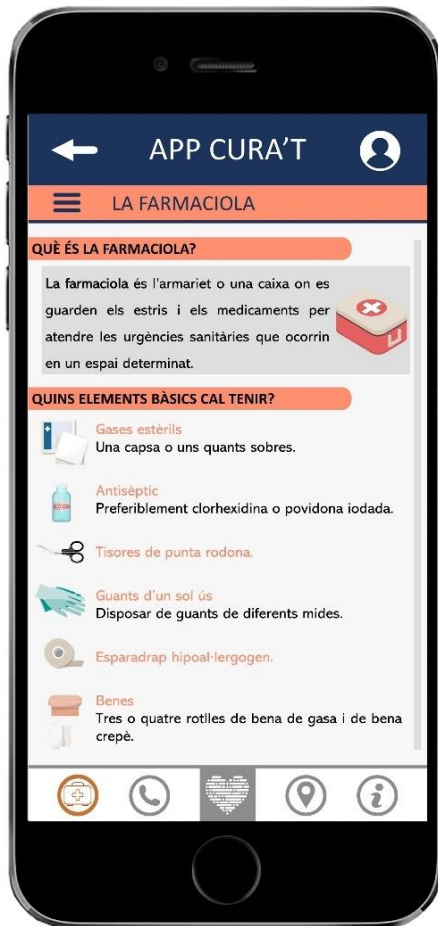 APP CURA'T
LA FARMACIOLA
QUÈ ÉS LA FARMACIOLA?
La farmaciola és l'armariet o una caixa on es
guarden els estris i els medicaments per
atendre les urgències sanitàries que ocorrin
en un espai determinat.
QUINS ELEMENTS BÀSICS CAL TENIR?
Gases estèrils
Una capsa o uns quants sobres.
Antisèptic
Preferiblement clorhexidina o povidona iodada.
Tisores de punta rodona.
Guants d'un sol ús
Disposar de guants de diferents mides.
Esparadrap hipoal·lergogen.
Benes
Tres o quatre rotlles de bena de gasa i de bena
crepè.